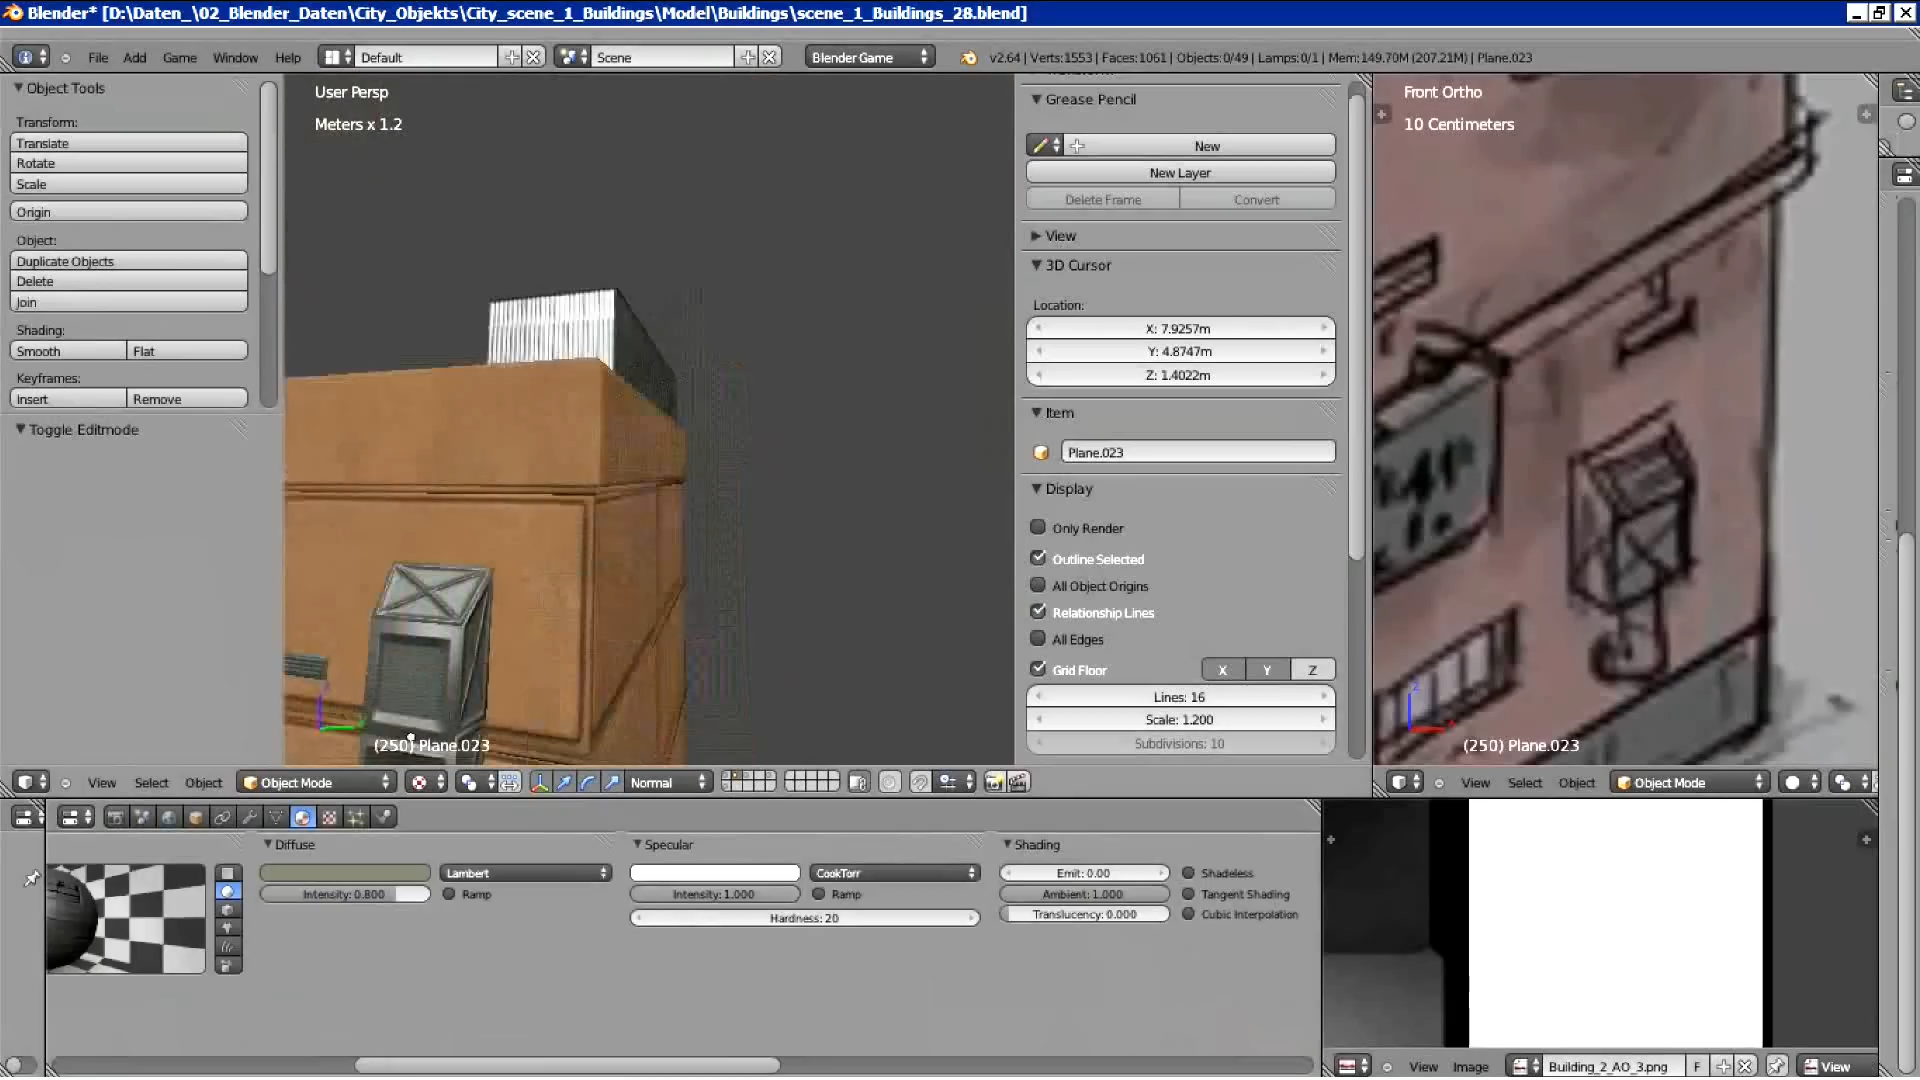 Blender* [D:\Daten_\02_Blender_Daten\City_Objekts\City_scene_1_Buildings\Model\Buildings\scene_1_Buildings_28.blend]
File Add Game Window Help Default Scene Blender Game v2.64 | Verts:1553 | Faces:1061 | Objects:0/49 | Lamps:0/1 | Mem:149.70M (207.21M) | Plane.023
Object Tools
Transform:
Translate
Rotate
Scale
Origin
Object:
Duplicate Objects
Delete
Join
Shading:
Smooth Flat
Keyframes:
Insert Remove
Toggle Editmode
User Persp
Meters x 1.2
(250) Plane.023
Grease Pencil
New
New Layer
Delete Frame Convert
View
3D Cursor
Location:
X: 7.9257m
Y: 4.8747m
Z: 1.4022m
Item
Plane.023
Display
Only Render
Outline Selected
All Object Origins
Relationship Lines
All Edges
Grid Floor X Y Z
Lines: 16
Scale: 1.200
Subdivisions: 10
Front Ortho
10 Centimeters
(250) Plane.023
View Select Object Object Mode Normal
View Select Object Object Mode
Diffuse
Lambert
Intensity: 0.800 Ramp
Specular
CookTorr
Intensity: 1.000 Ramp
Hardness: 20
Shading
Emit: 0.00 Shadeless
Ambient: 1.000 Tangent Shading
Translucency: 0.000 Cubic Interpolation
View Image Building_2_AO_3.png F View